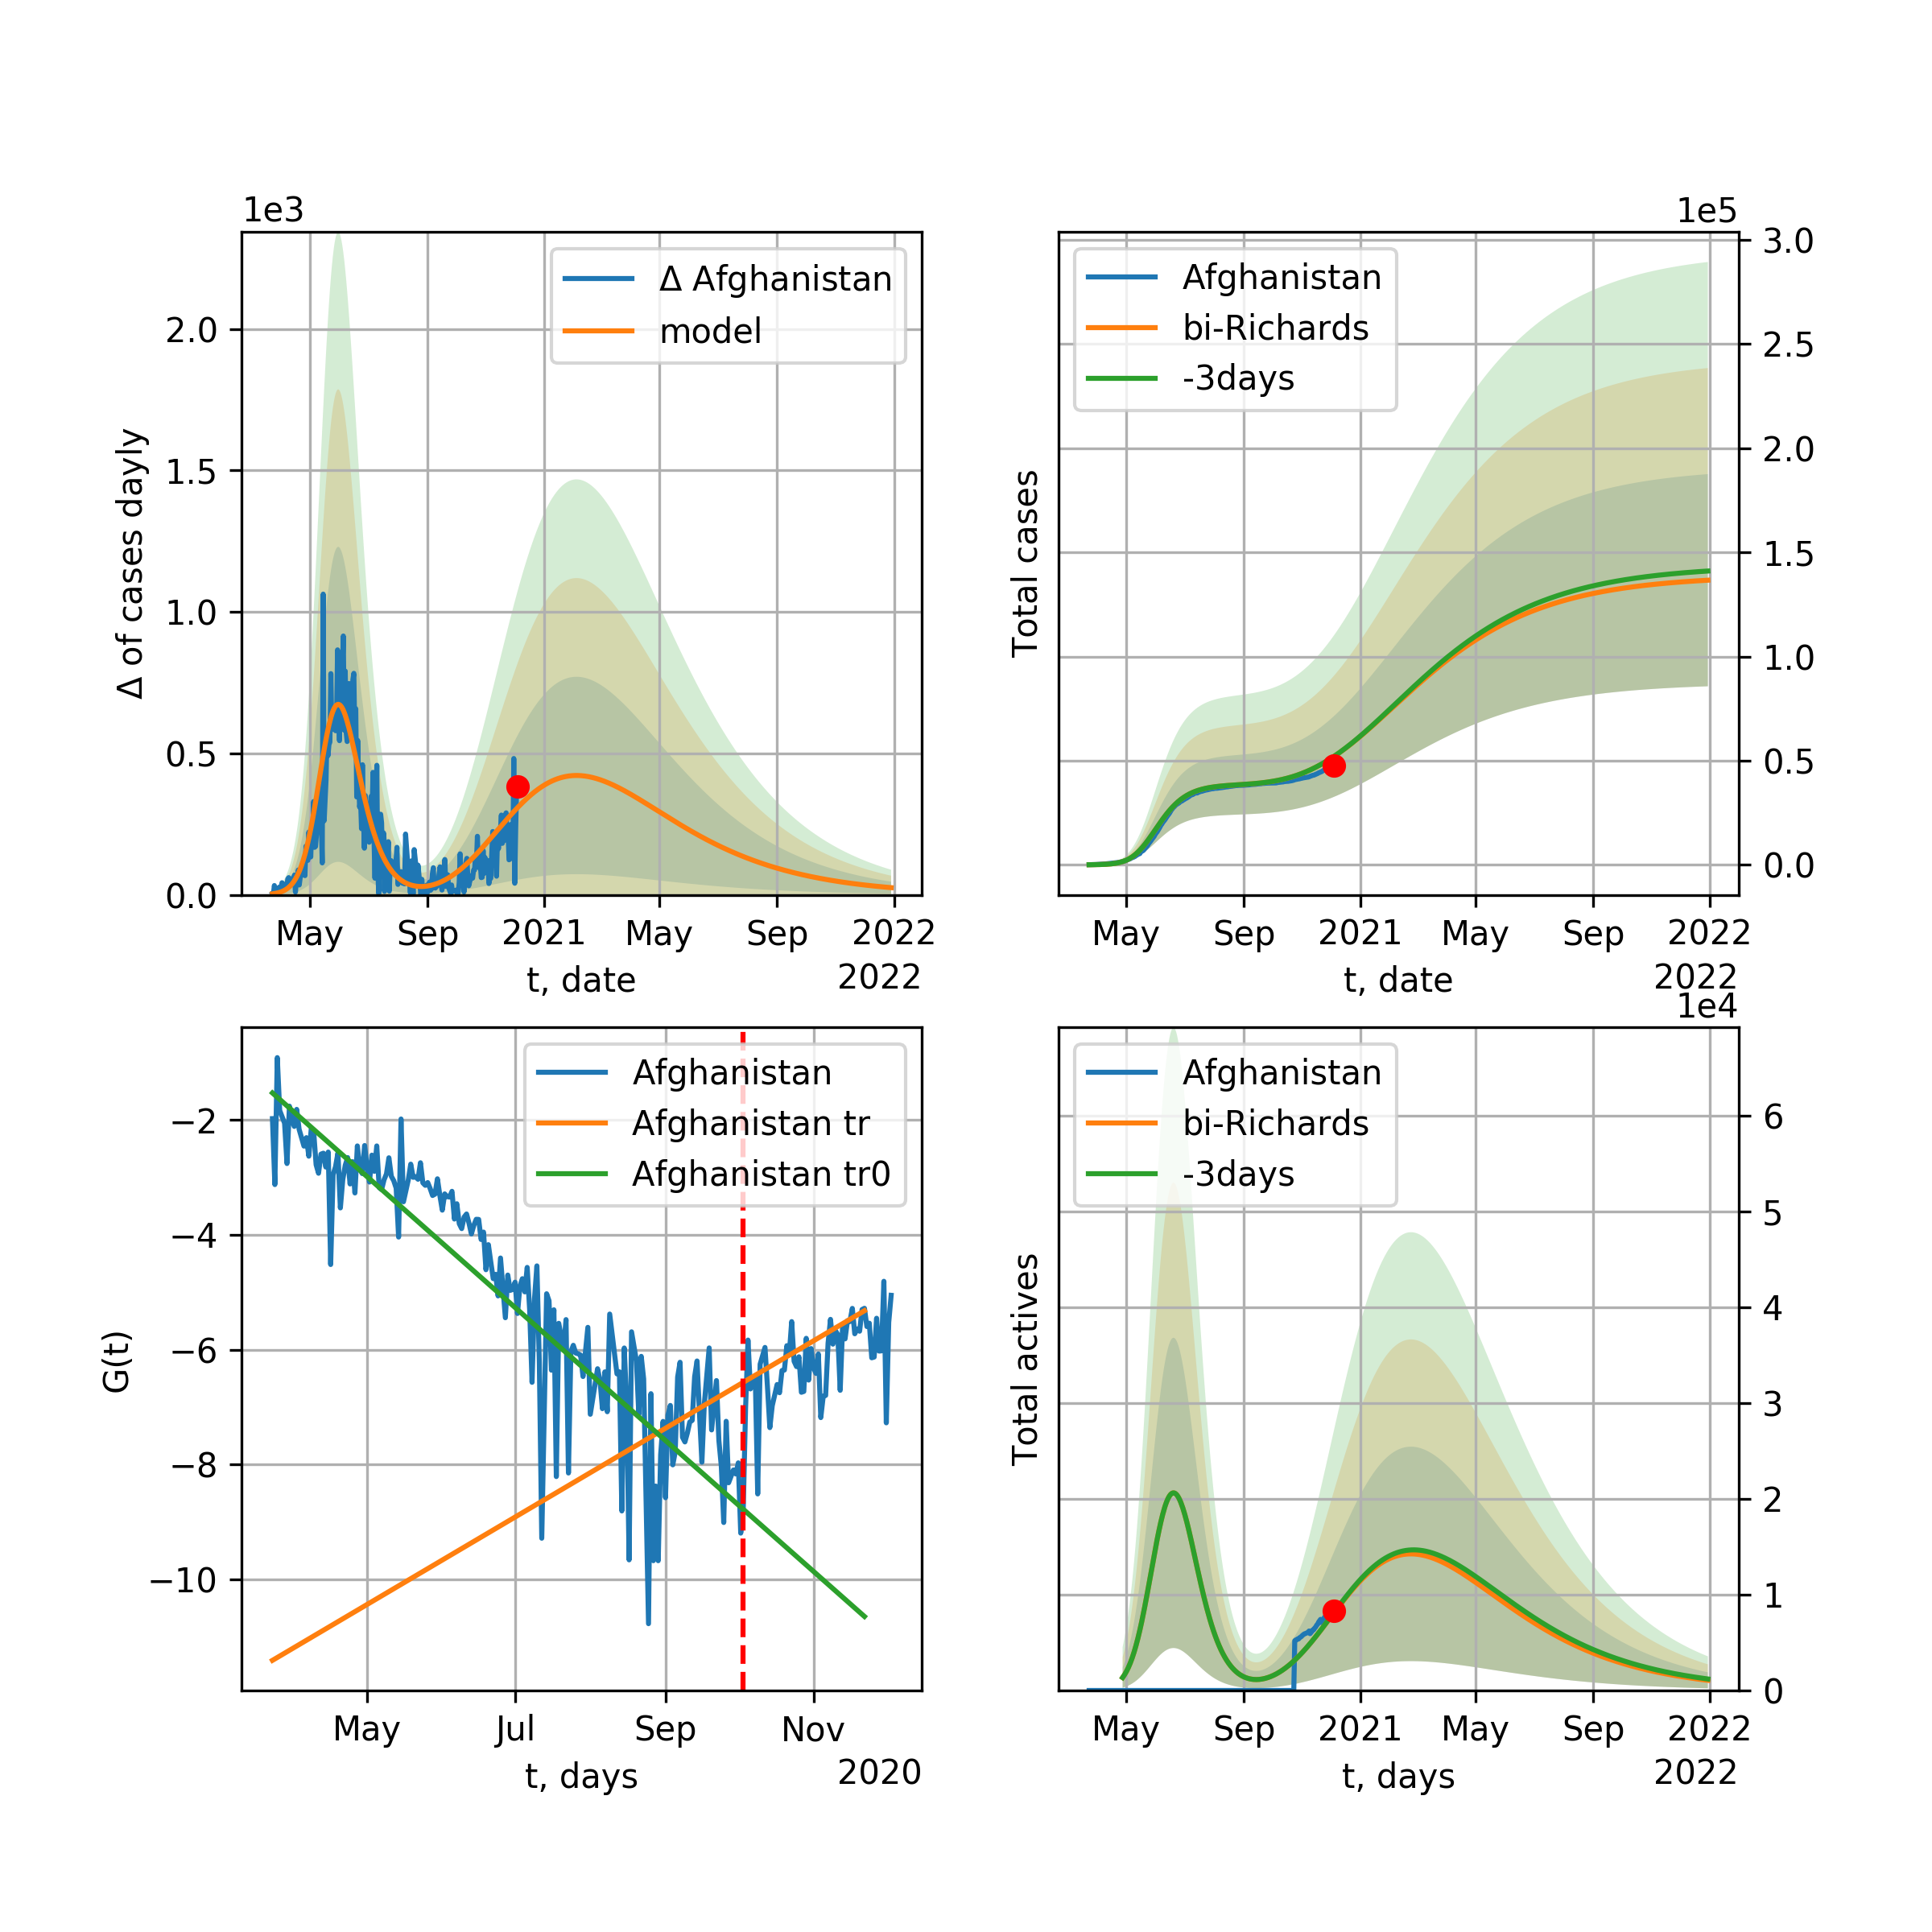 1e3
Δ Afghanistan
model
2.0
1.5
1.0
0.5
0.0
Δ of cases dayly
May Sep 2021 May Sep 2022
t, date
2022
1e5
Afghanistan
bi-Richards
-3days
3.0
2.5
2.0
1.5
1.0
0.5
0.0
Total cases
May Sep 2021 May Sep 2022
t, date
2022
Afghanistan
Afghanistan tr
Afghanistan tr0
−2
−4
−6
−8
−10
G(t)
May Jul Sep Nov
t, days
2020
1e4
Afghanistan
bi-Richards
-3days
6
5
4
3
2
1
0
Total actives
May Sep 2021 May Sep 2022
t, days
2022